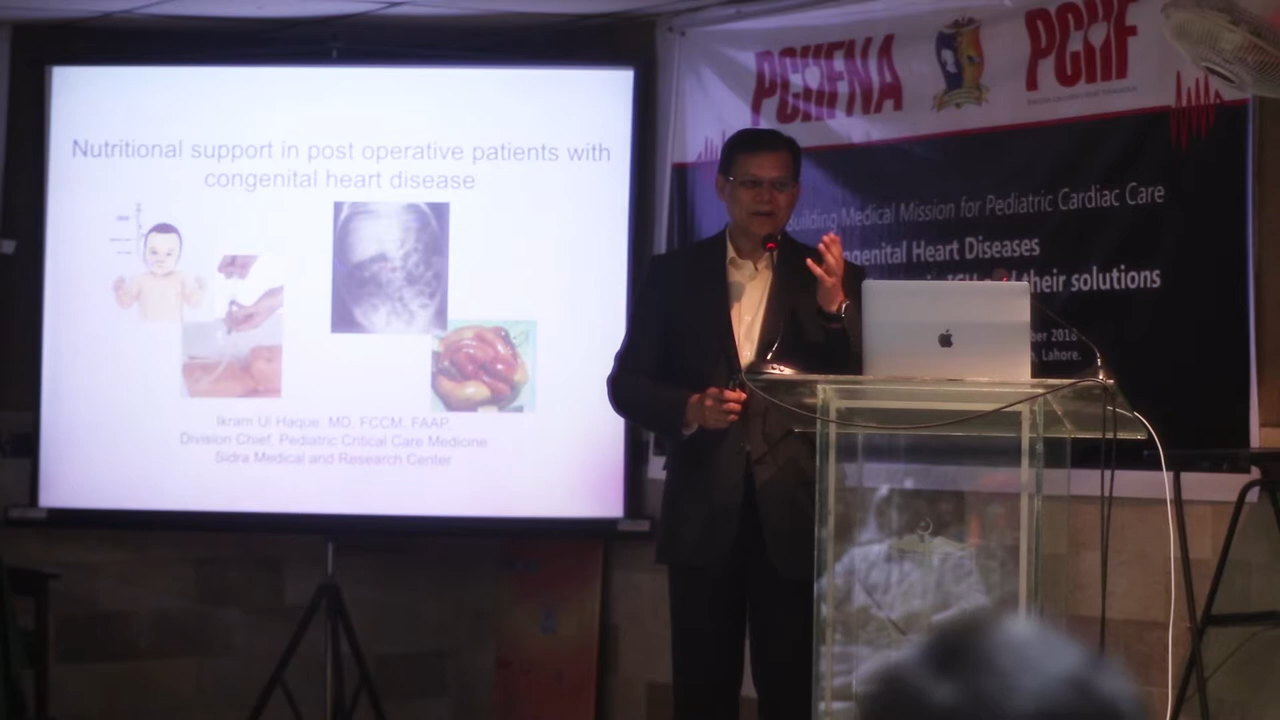 Nutritional support in post operative patients with
congenital heart disease
Ikram Ul Haque, MD, FCCM, FAAP
Division Chief, Pediatric Critical Care Medicine
Sidra Medical and Research Center
PCHFNA
PCHF
Building Medical Mission for Pediatric Cardiac Care
Heart Diseases
their solutions
2018
Lahore.